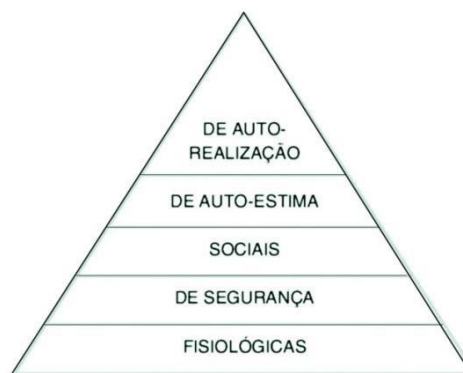 DE AUTO-
REALIZAÇÃO
DE AUTO-ESTIMA
SOCIAIS
DE SEGURANÇA
FISIOLÓGICAS